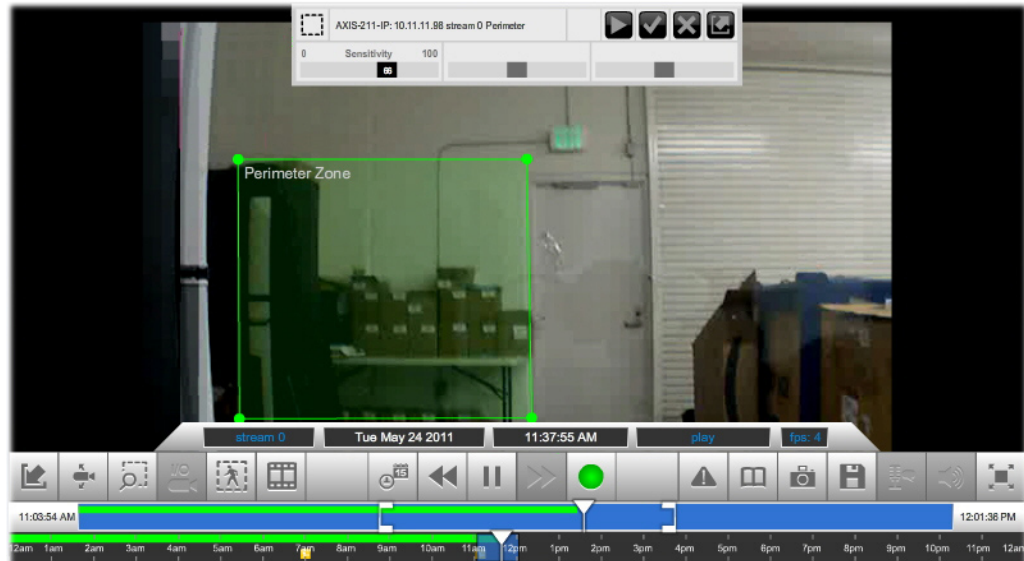 AXIS-211-IP: 10.11.11.98 stream 0 Perimeter
0 Sensitivity 100
66
Perimeter Zone
stream 0 Tue May 24 2011 11:37:55 AM play fps: 4
I/O 15
11:03:54 AM 12:01:36 PM
12am 1am 2am 3am 4am 5am 6am 7am 8am 9am 10am 11am 12pm 1pm 2pm 3pm 4pm 5pm 6pm 7pm 8pm 9pm 10pm 11pm 12am